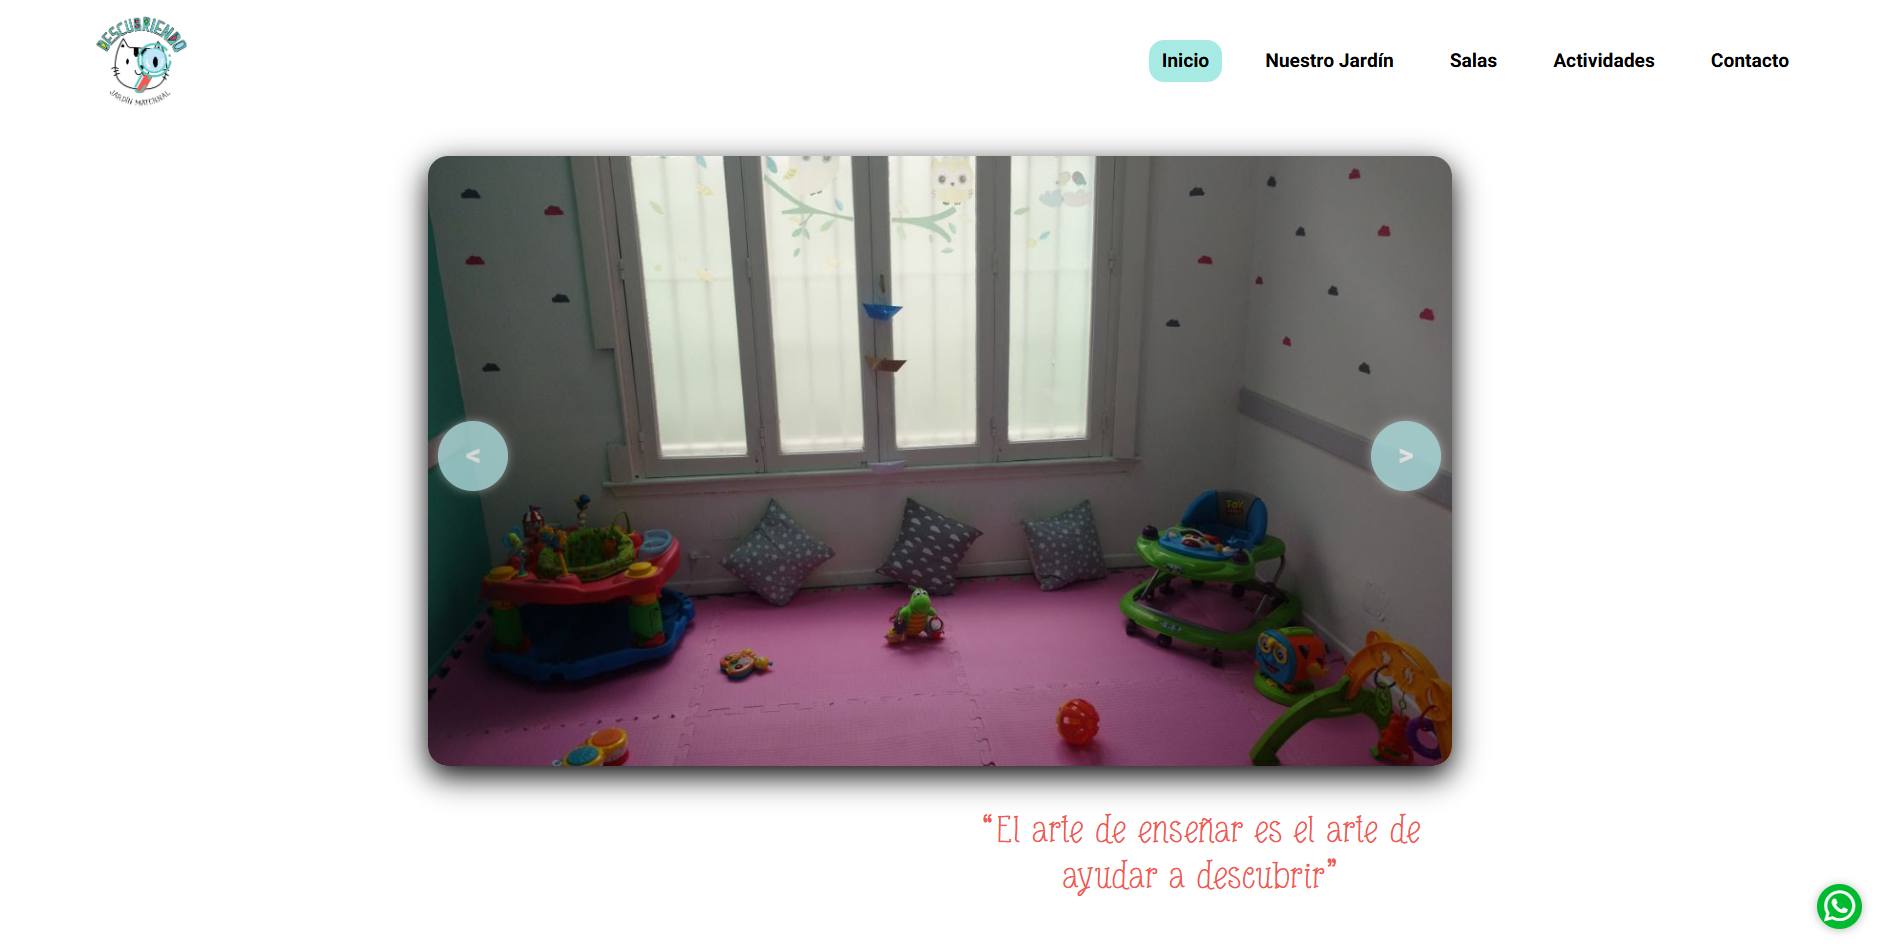 DESCUBRIENDO
JARDÍN MATERNAL
Inicio
Nuestro Jardín
Salas
Actividades
Contacto
<
>
TOY
“El arte de enseñar es el arte de
ayudar a descubrir”